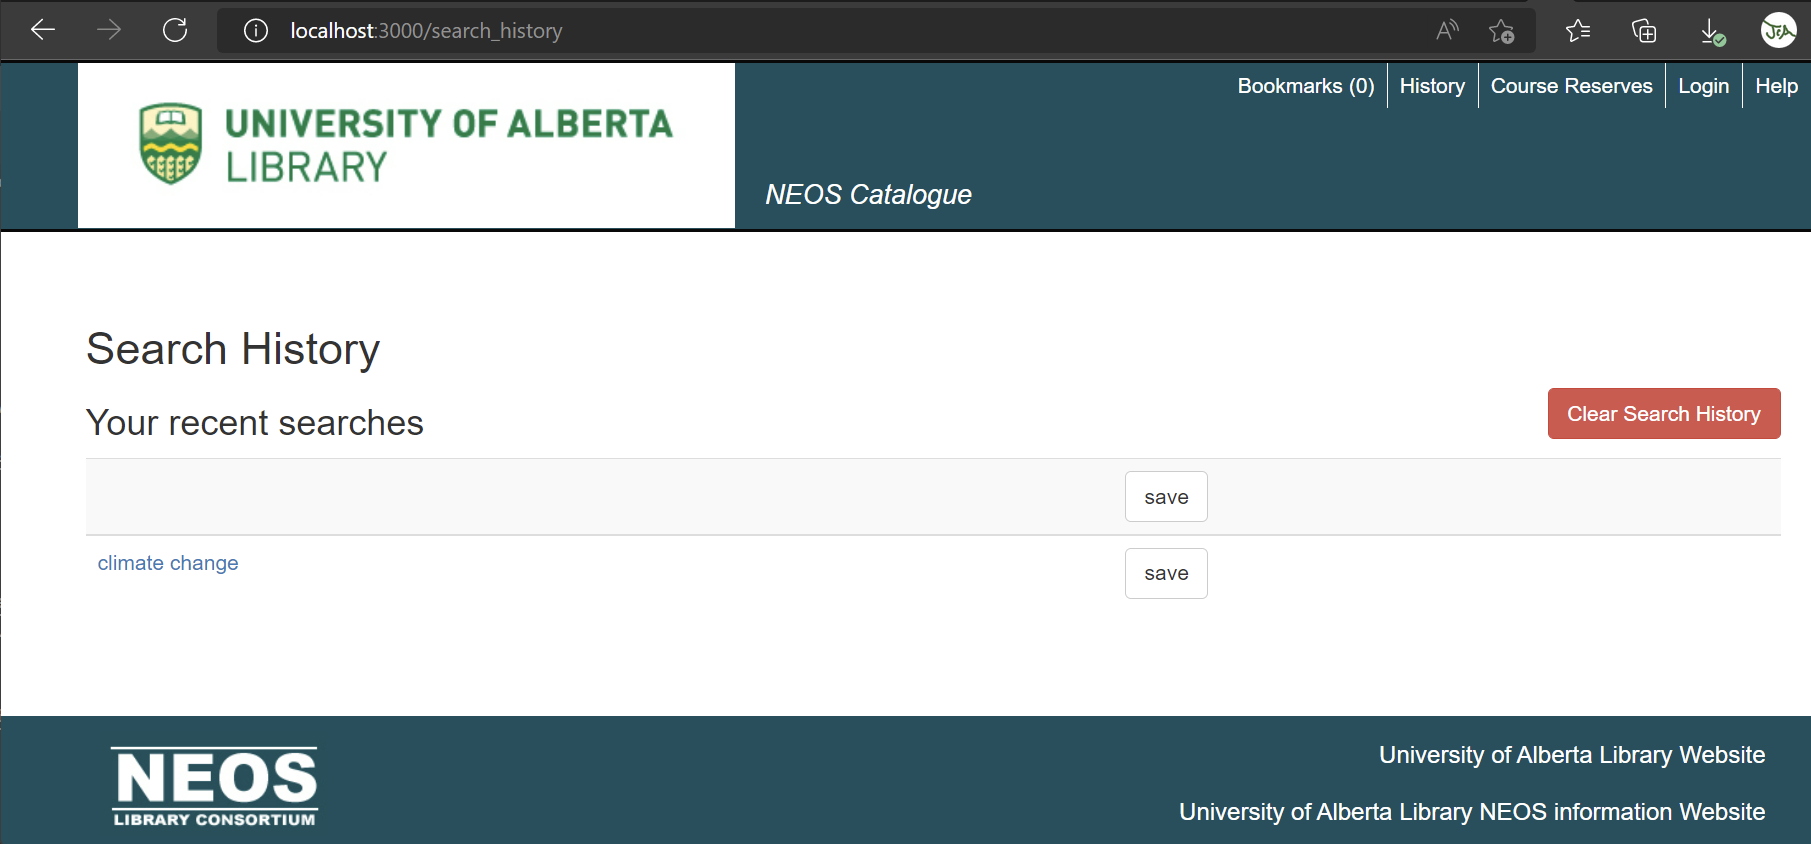 localhost:3000/search_history
Bookmarks (0) History Course Reserves Login Help
UNIVERSITY OF ALBERTA
LIBRARY
NEOS Catalogue
Search History
Your recent searches
Clear Search History
save
climate change save
NEOS
LIBRARY CONSORTIUM
University of Alberta Library Website
University of Alberta Library NEOS information Website